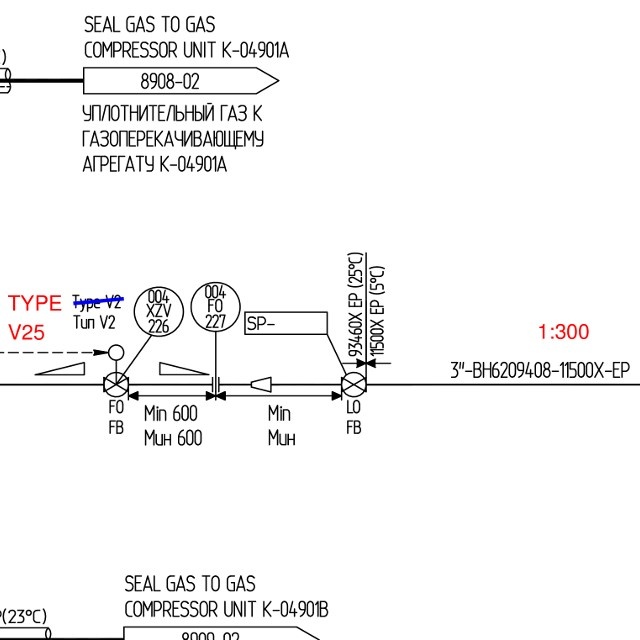 SEAL GAS TO GAS
COMPRESSOR UNIT K-04901A
)
8908-02
УПЛОТНИТЕЛЬНЫЙ ГАЗ К
ГАЗОПЕРЕКАЧИВАЮЩЕМУ
АГРЕГАТУ К-04901А
93460X EP (25°C)
11500X EP (5°C)
TYPE
V25
Type V2
Тип V2
004
XZV
226
004
FO
227
SP-
1:300
3"-BH6209408-11500X-EP
FO
FB
Min 600
Мин 600
Min
Мин
LO
FB
SEAL GAS TO GAS
COMPRESSOR UNIT K-04901B
(23°C)